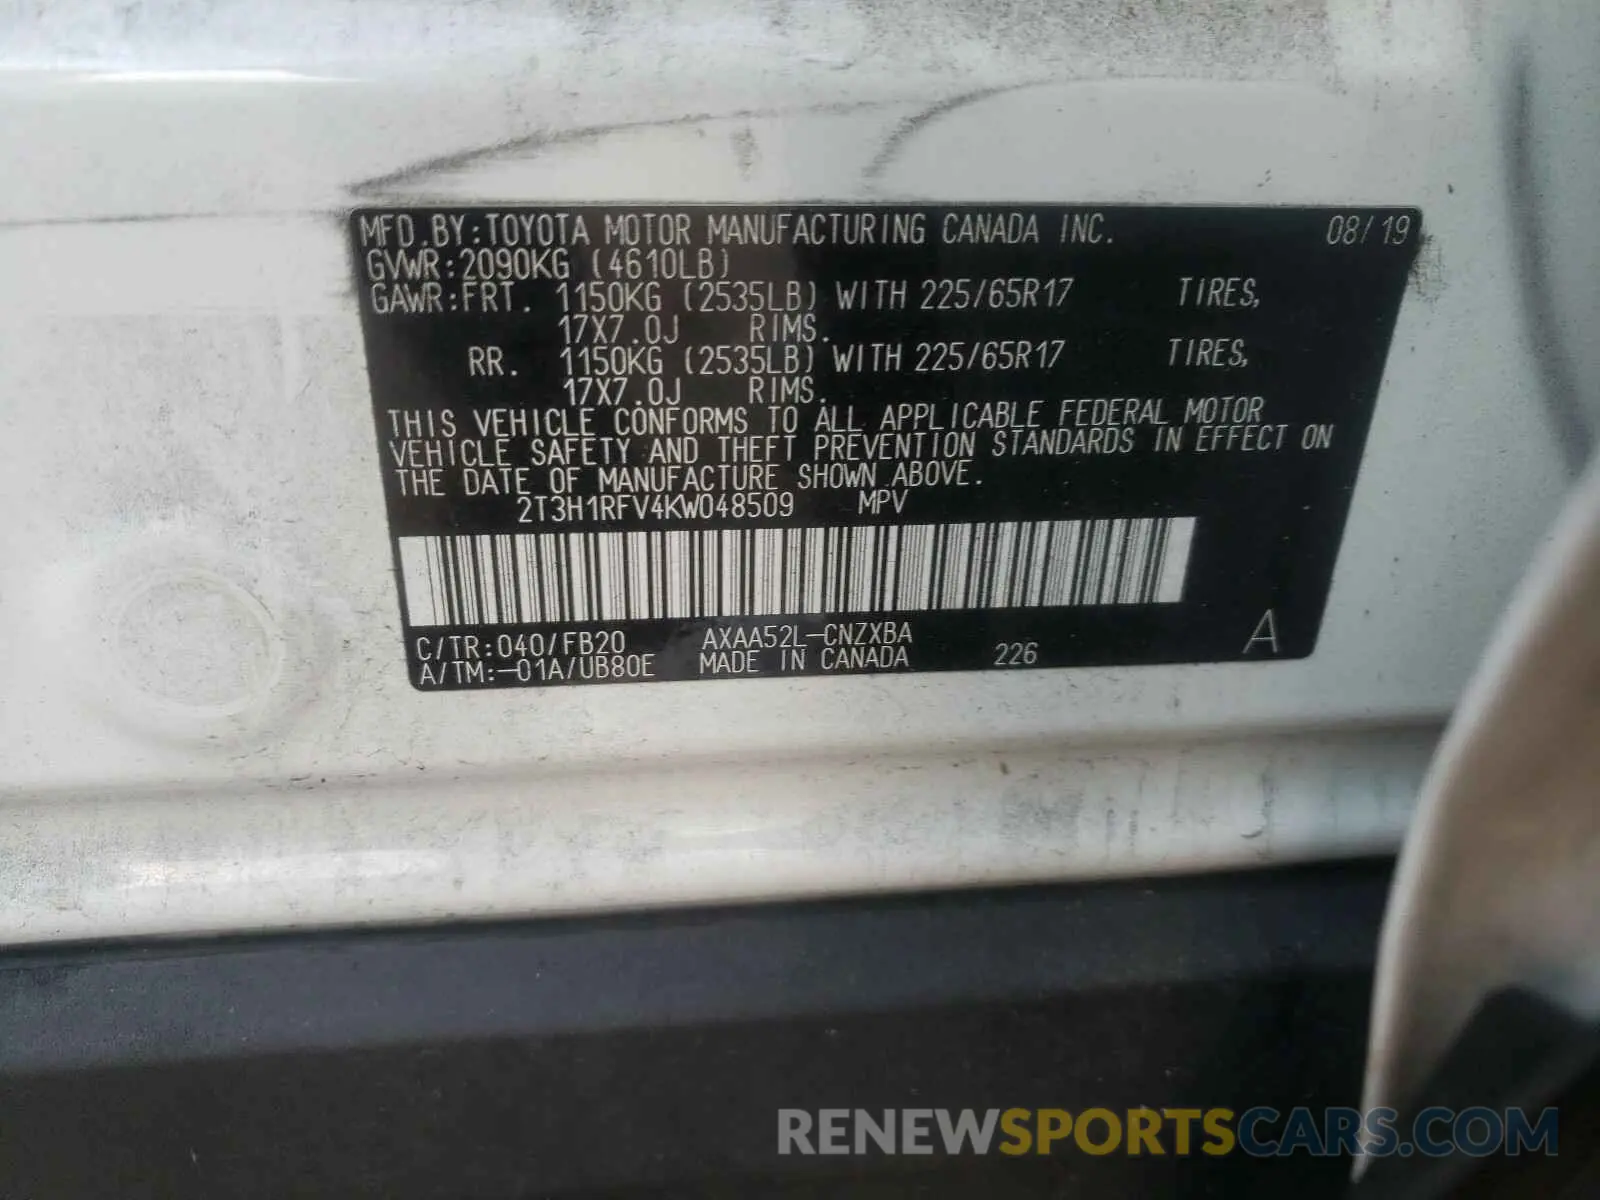 MFD.BY:TOYOTA MOTOR MANUFACTURING CANADA INC. 08/19
GVWR:2090KG (4610LB)
GAWR:FRT. 1150KG (2535LB) WITH 225/65R17 TIRES,
17X7.0J RIMS.
RR. 1150KG (2535LB) WITH 225/65R17 TIRES,
17X7.0J RIMS.
THIS VEHICLE CONFORMS TO ALL APPLICABLE FEDERAL MOTOR
VEHICLE SAFETY AND THEFT PREVENTION STANDARDS IN EFFECT ON
THE DATE OF MANUFACTURE SHOWN ABOVE.
2T3H1RFV4KW048509 MPV
C/TR:040/FB20 AXAA52L-CNZXBA A
A/TM:-01A/UB80E MADE IN CANADA 226
RENEWSPORTSCARS.COM